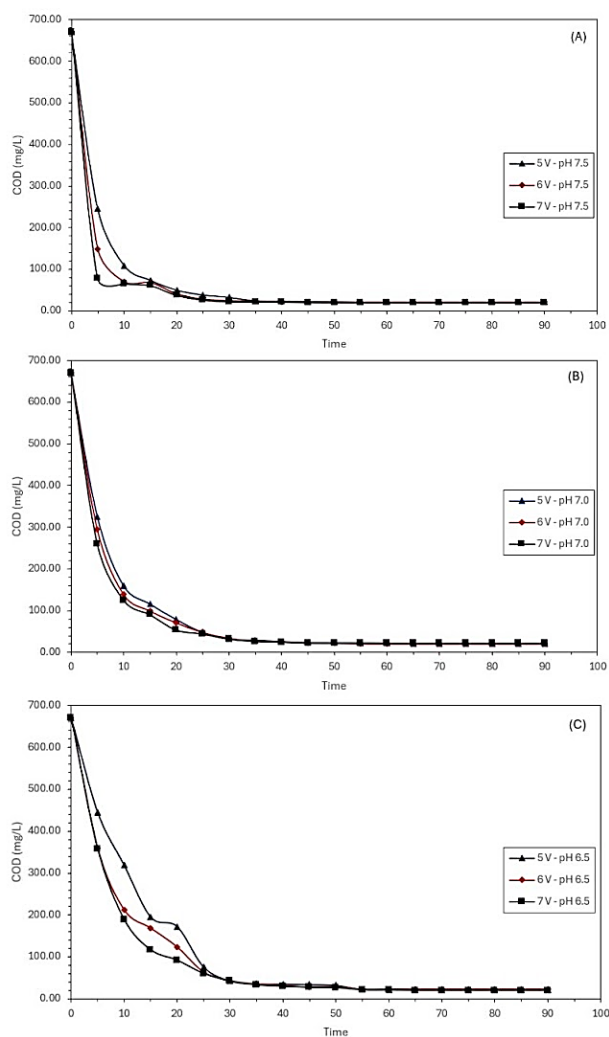 (A)
COD (mg/L)
700.00
600.00
500.00
400.00
300.00
200.00
100.00
0.00
5 V - pH 7.5
6 V - pH 7.5
7 V - pH 7.5
0 10 20 30 40 50 60 70 80 90 100
Time
(B)
COD (mg/L)
700.00
600.00
500.00
400.00
300.00
200.00
100.00
0.00
5 V - pH 7.0
6 V - pH 7.0
7 V - pH 7.0
0 10 20 30 40 50 60 70 80 90 100
Time
(C)
COD (mg/L)
700.00
600.00
500.00
400.00
300.00
200.00
100.00
0.00
5 V - pH 6.5
6 V - pH 6.5
7 V - pH 6.5
0 10 20 30 40 50 60 70 80 90 100
Time